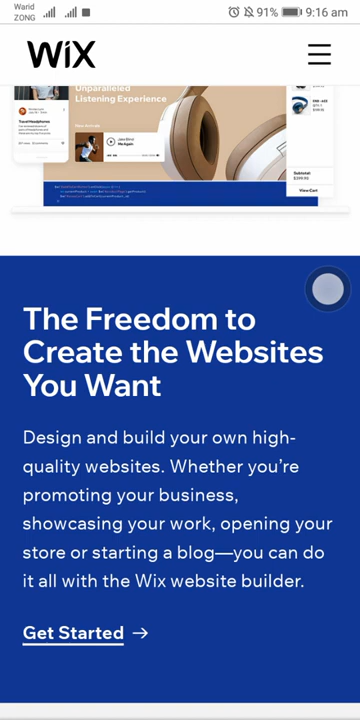 Warid
ZONG
91%
9:16 am
WiX
Unparalleled
Listening Experience
Travel Headphones
Me Again
Subtotal
View Cart
The Freedom to
Create the Websites
You Want
Design and build your own high-
quality websites. Whether you're
promoting your business,
showcasing your work, opening your
store or starting a blog—you can do
it all with the Wix website builder.
Get Started →